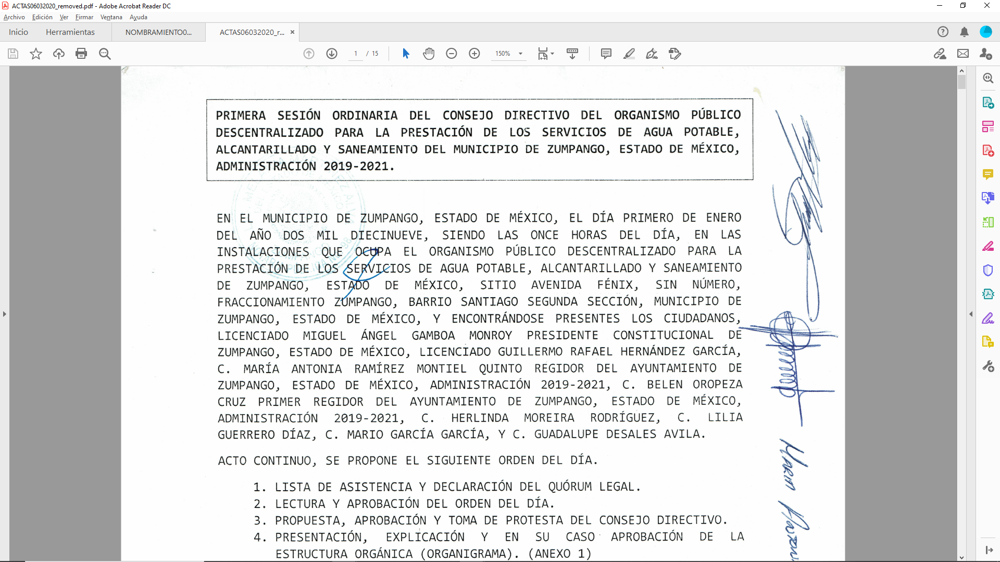 ACTAS06032020_removed.pdf - Adobe Acrobat Reader DC
Archivo Edición Ver Firmar Ventana Ayuda
Inicio Herramientas NOMBRAMIENTO0... ACTAS06032020_r...
1 / 15 150%
PRIMERA SESIÓN ORDINARIA DEL CONSEJO DIRECTIVO DEL ORGANISMO PÚBLICO
DESCENTRALIZADO PARA LA PRESTACIÓN DE LOS SERVICIOS DE AGUA POTABLE,
ALCANTARILLADO Y SANEAMIENTO DEL MUNICIPIO DE ZUMPANGO, ESTADO DE MÉXICO,
ADMINISTRACIÓN 2019-2021.
EN EL MUNICIPIO DE ZUMPANGO, ESTADO DE MÉXICO, EL DÍA PRIMERO DE ENERO
DEL AÑO DOS MIL DIECINUEVE, SIENDO LAS ONCE HORAS DEL DÍA, EN LAS
INSTALACIONES QUE OCUPA EL ORGANISMO PÚBLICO DESCENTRALIZADO PARA LA
PRESTACIÓN DE LOS SERVICIOS DE AGUA POTABLE, ALCANTARILLADO Y SANEAMIENTO
DE ZUMPANGO, ESTADO DE MÉXICO, SITIO AVENIDA FÉNIX, SIN NÚMERO,
FRACCIONAMIENTO ZUMPANGO, BARRIO SANTIAGO SEGUNDA SECCIÓN, MUNICIPIO DE
ZUMPANGO, ESTADO DE MÉXICO, Y ENCONTRÁNDOSE PRESENTES LOS CIUDADANOS,
LICENCIADO MIGUEL ÁNGEL GAMBOA MONROY PRESIDENTE CONSTITUCIONAL DE
ZUMPANGO, ESTADO DE MÉXICO, LICENCIADO GUILLERMO RAFAEL HERNÁNDEZ GARCÍA,
C. MARÍA ANTONIA RAMÍREZ MONTIEL QUINTO REGIDOR DEL AYUNTAMIENTO DE
ZUMPANGO, ESTADO DE MÉXICO, ADMINISTRACIÓN 2019-2021, C. BELEN OROPEZA
CRUZ PRIMER REGIDOR DEL AYUNTAMIENTO DE ZUMPANGO, ESTADO DE MÉXICO,
ADMINISTRACIÓN 2019-2021, C. HERLINDA MOREIRA RODRÍGUEZ, C. LILIA
GUERRERO DÍAZ, C. MARIO GARCÍA GARCÍA, Y C. GUADALUPE DESALES AVILA.
ACTO CONTINUO, SE PROPONE EL SIGUIENTE ORDEN DEL DÍA.
1. LISTA DE ASISTENCIA Y DECLARACIÓN DEL QUÓRUM LEGAL.
2. LECTURA Y APROBACIÓN DEL ORDEN DEL DÍA.
3. PROPUESTA, APROBACIÓN Y TOMA DE PROTESTA DEL CONSEJO DIRECTIVO.
4. PRESENTACIÓN, EXPLICACIÓN Y EN SU CASO APROBACIÓN DE LA
ESTRUCTURA ORGÁNICA (ORGANIGRAMA). (ANEXO 1)